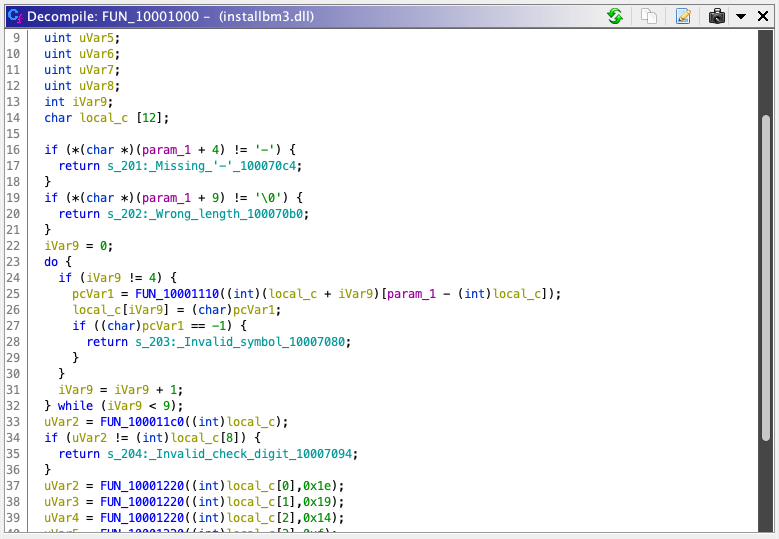 Decompile: FUN_10001000 - (installbm3.dll)
9 uint uVar5;
10 uint uVar6;
11 uint uVar7;
12 uint uVar8;
13 int iVar9;
14 char local_c [12];
15
16 if (*(char *)(param_1 + 4) != '-') {
17 return s_201:_Missing_'-'_100070c4;
18 }
19 if (*(char *)(param_1 + 9) != '\0') {
20 return s_202:_Wrong_length_100070b0;
21 }
22 iVar9 = 0;
23 do {
24 if (iVar9 != 4) {
25 pcVar1 = FUN_10001110((int)(local_c + iVar9)[param_1 - (int)local_c]);
26 local_c[iVar9] = (char)pcVar1;
27 if ((char)pcVar1 == -1) {
28 return s_203:_Invalid_symbol_10007080;
29 }
30 }
31 iVar9 = iVar9 + 1;
32 } while (iVar9 < 9);
33 uVar2 = FUN_100011c0((int)local_c);
34 if (uVar2 != (int)local_c[8]) {
35 return s_204:_Invalid_check_digit_10007094;
36 }
37 uVar2 = FUN_10001220((int)local_c[0],0x1e);
38 uVar3 = FUN_10001220((int)local_c[1],0x19);
39 uVar4 = FUN_10001220((int)local_c[2],0x14);